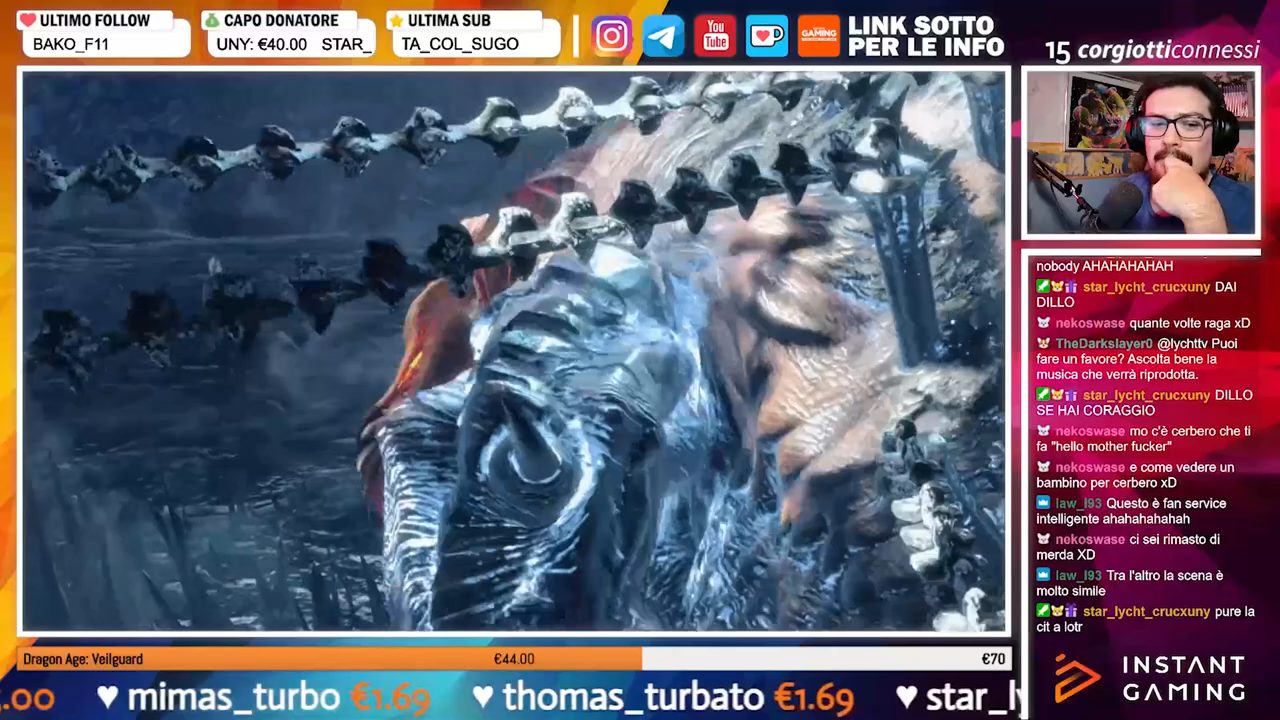 ULTIMO FOLLOW
BAKO_F11
CAPO DONATORE
UNY: €40.00 STAR_
ULTIMA SUB
TA_COL_SUGO
You
Tube
GAMING
LINK SOTTO
PER LE INFO
15 corgiotticonnessi
nobody AHAHAHAHAH
star_lycht_crucxuny DAI
DILLO
nekoswase quante volte raga xD
TheDarkslayer0 @lychttv Puoi
fare un favore? Ascolta bene la
musica che verrà riprodotta.
star_lycht_crucxuny DILLO
SE HAI CORAGGIO
nekoswase mo c'è cerbero che ti
fa "hello mother fucker"
nekoswase e come vedere un
bambino per cerbero xD
law_l93 Questo è fan service
intelligente ahahahahahah
nekoswase ci sei rimasto di
merda XD
law_l93 Tra l'altro la scena è
molto simile
star_lycht_crucxuny pure la
cit a lotr
Dragon Age: Veilguard €44.00 €70
.00 ♥ mimas_turbo €1.69 ♥ thomas_turbato €1.69 ♥ star_ly
INSTANT
GAMING